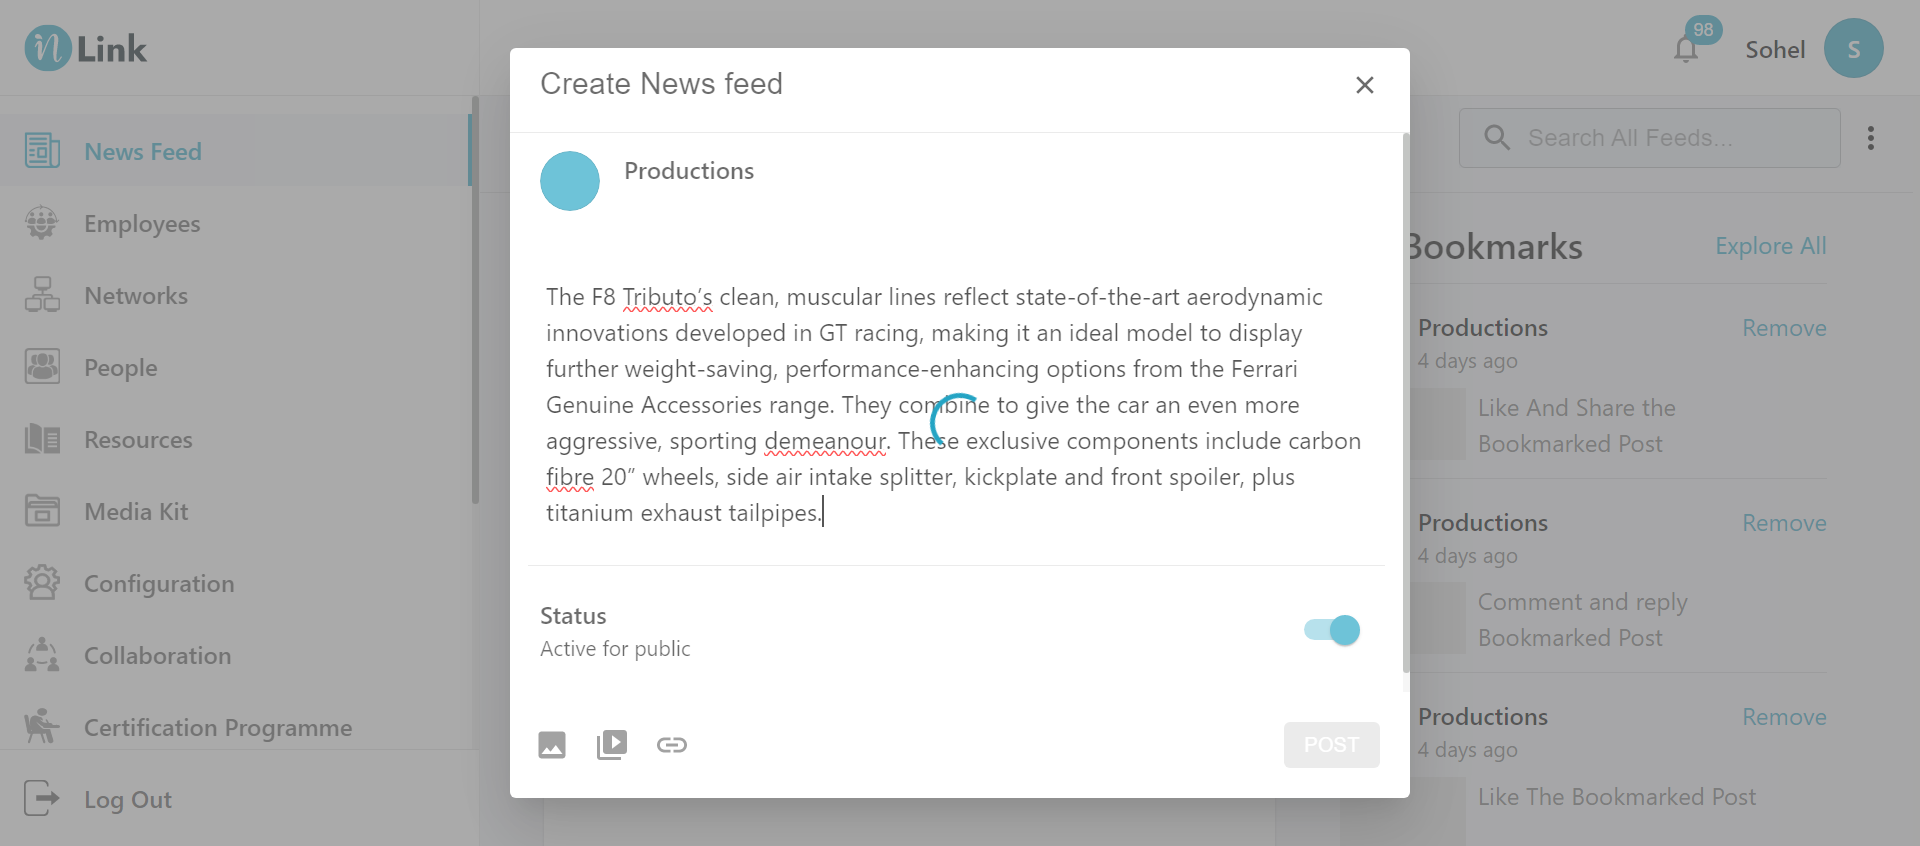 n Link
98
Sohel
S
News Feed
Employees
Networks
People
Resources
Media Kit
Configuration
Collaboration
Certification Programme
Log Out
Create News feed
Productions
The F8 Tributo’s clean, muscular lines reflect state-of-the-art aerodynamic
innovations developed in GT racing, making it an ideal model to display
further weight-saving, performance-enhancing options from the Ferrari
Genuine Accessories range. They combine to give the car an even more
aggressive, sporting demeanour. These exclusive components include carbon
fibre 20” wheels, side air intake splitter, kickplate and front spoiler, plus
titanium exhaust tailpipes.
Status
Active for public
POST
Search All Feeds...
Bookmarks
Explore All
Productions
Remove
4 days ago
Like And Share the
Bookmarked Post
Productions
Remove
4 days ago
Comment and reply
Bookmarked Post
Productions
Remove
4 days ago
Like The Bookmarked Post